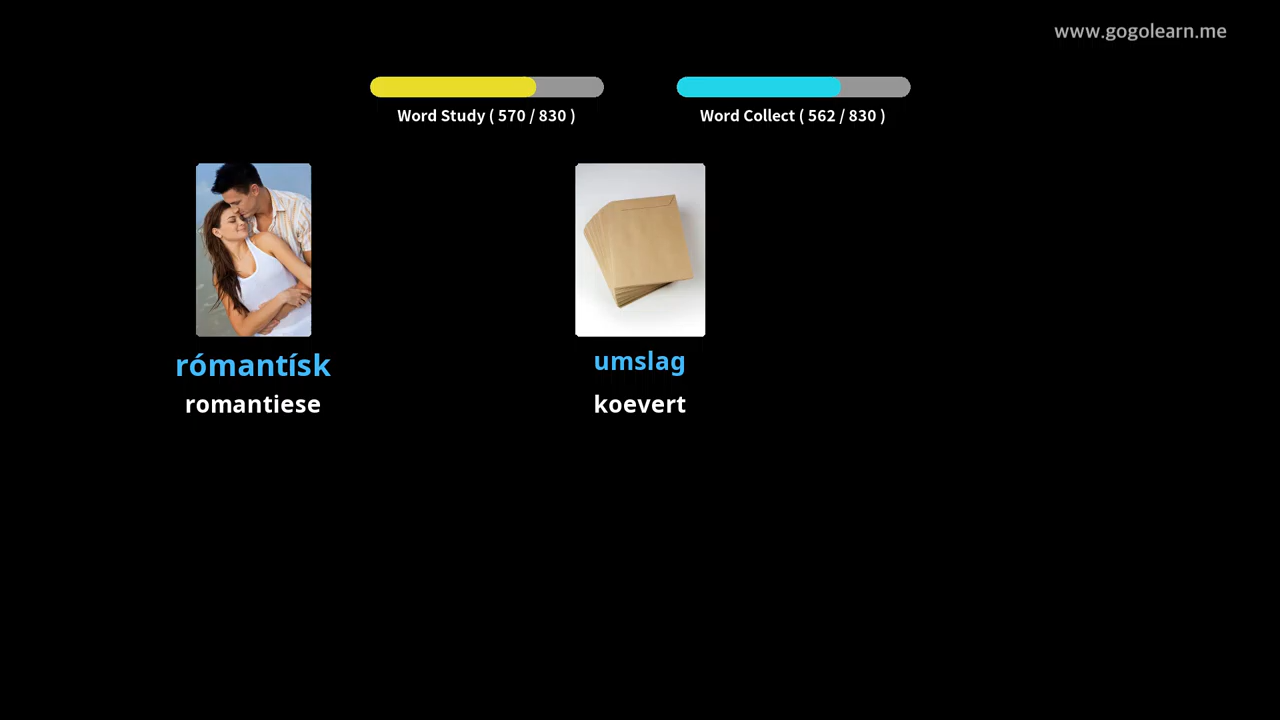 www.gogolearn.me
Word Study ( 570 / 830 )
Word Collect ( 562 / 830 )
rómantísk
romantiese
umslag
koevert